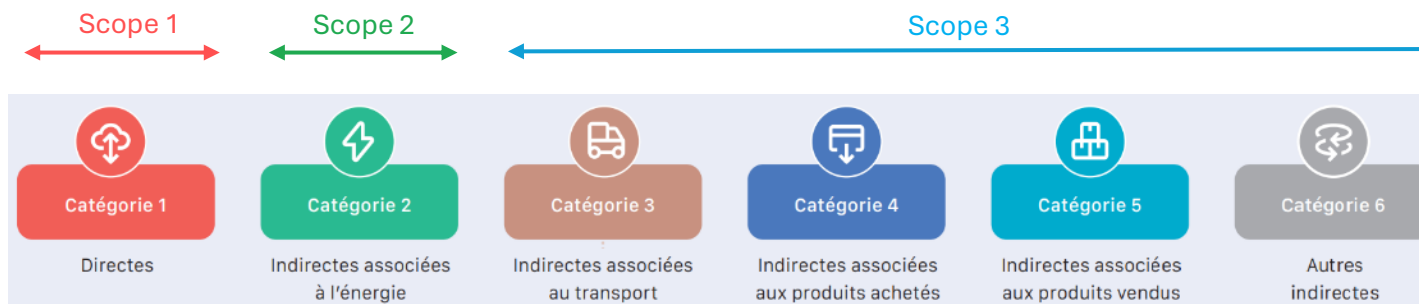 Scope 1
Scope 2
Scope 3
Catégorie 1
Catégorie 2
Catégorie 3
Catégorie 4
Catégorie 5
Catégorie 6
Directes
Indirectes associées
à l'énergie
Indirectes associées
au transport
Indirectes associées
aux produits achetés
Indirectes associées
aux produits vendus
Autres
indirectes